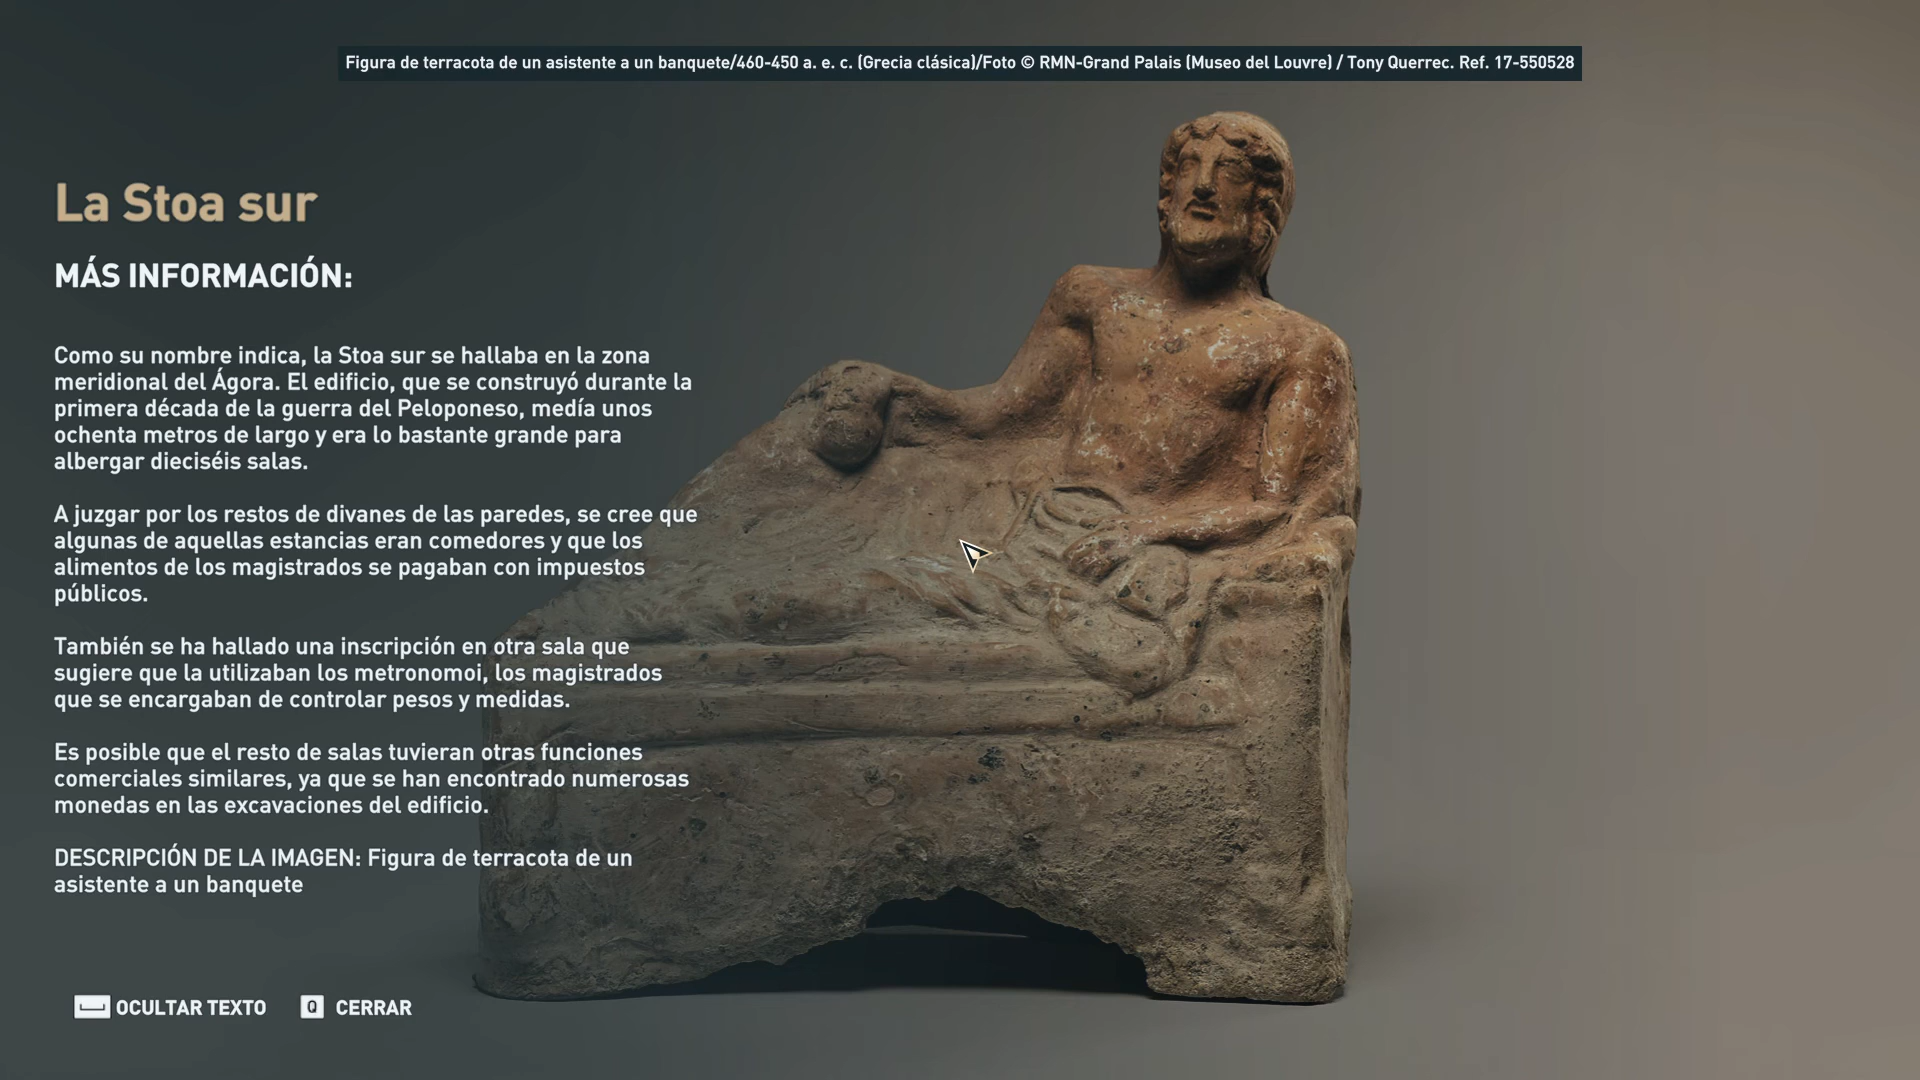 Figura de terracota de un asistente a un banquete/460-450 a. e. c. (Grecia clásica)/Foto © RMN-Grand Palais (Museo del Louvre) / Tony Querrec. Ref. 17-550528
La Stoa sur
MÁS INFORMACIÓN:
Como su nombre indica, la Stoa sur se hallaba en la zona
meridional del Ágora. El edificio, que se construyó durante la
primera década de la guerra del Peloponeso, medía unos
ochenta metros de largo y era lo bastante grande para
albergar dieciséis salas.
A juzgar por los restos de divanes de las paredes, se cree que
algunas de aquellas estancias eran comedores y que los
alimentos de los magistrados se pagaban con impuestos
públicos.
También se ha hallado una inscripción en otra sala que
sugiere que la utilizaban los metronomoi, los magistrados
que se encargaban de controlar pesos y medidas.
Es posible que el resto de salas tuvieran otras funciones
comerciales similares, ya que se han encontrado numerosas
monedas en las excavaciones del edificio.
DESCRIPCIÓN DE LA IMAGEN: Figura de terracota de un
asistente a un banquete
OCULTAR TEXTO Q CERRAR